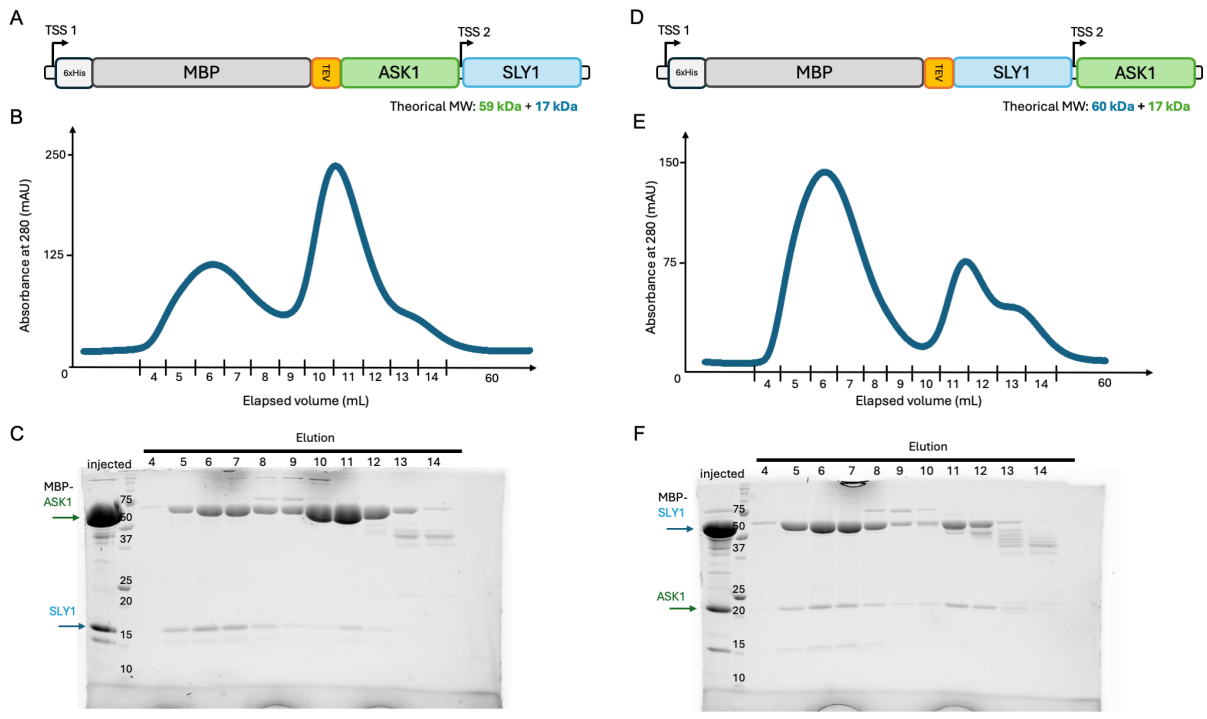 A
TSS 1
TSS 2
6xHis
MBP
TEV
ASK1
SLY1
Theorical MW: 59 kDa + 17 kDa
B
250
125
0
Absorbance at 280 (mAU)
4 5 6 7 8 9 10 11 12 13 14 60
Elapsed volume (mL)
C
Elution
injected 4 5 6 7 8 9 10 11 12 13 14
MBP-
ASK1
SLY1
75
50
37
25
20
15
10
D
TSS 1
TSS 2
6xHis
MBP
TEV
SLY1
ASK1
Theorical MW: 60 kDa + 17 kDa
E
150
75
0
Absorbance at 280 (mAU)
4 5 6 7 8 9 10 11 12 13 14 60
Elapsed volume (mL)
F
Elution
injected 4 5 6 7 8 9 10 11 12 13 14
MBP-
SLY1
ASK1
75
50
37
25
20
15
10